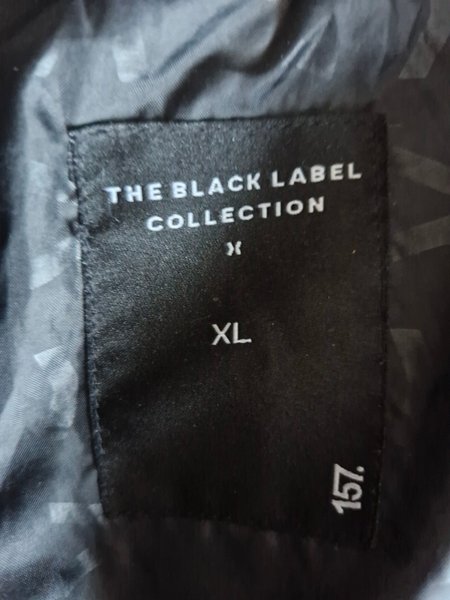 THE BLACK LABEL
COLLECTION
XL
157.